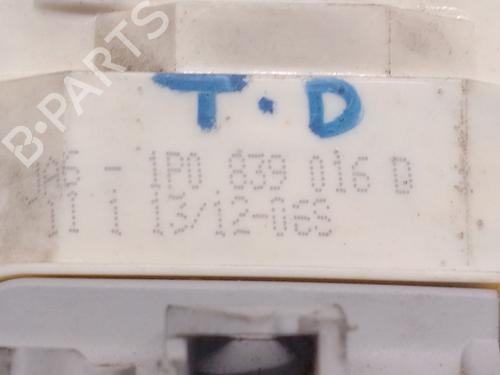 B-PARTS
T.D
JA6 - 1P0 839 016 D
11 1 13/12-06S